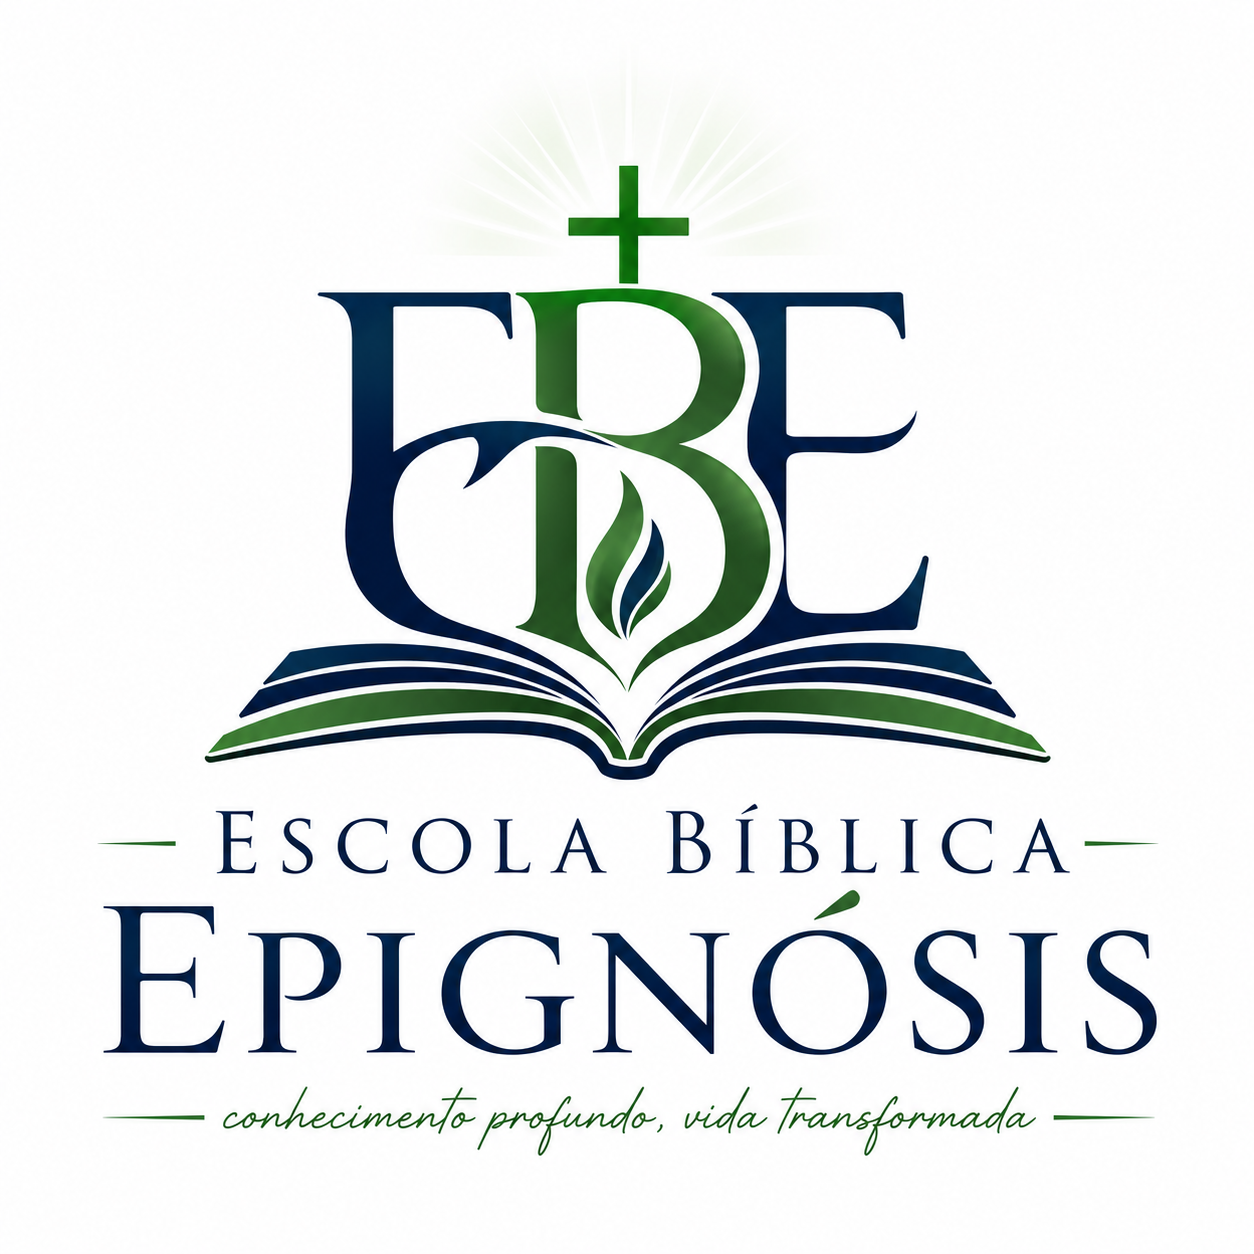 EBE
ESCOLA BÍBLICA
EPIGNÓSIS
conhecimento profundo, vida transformada